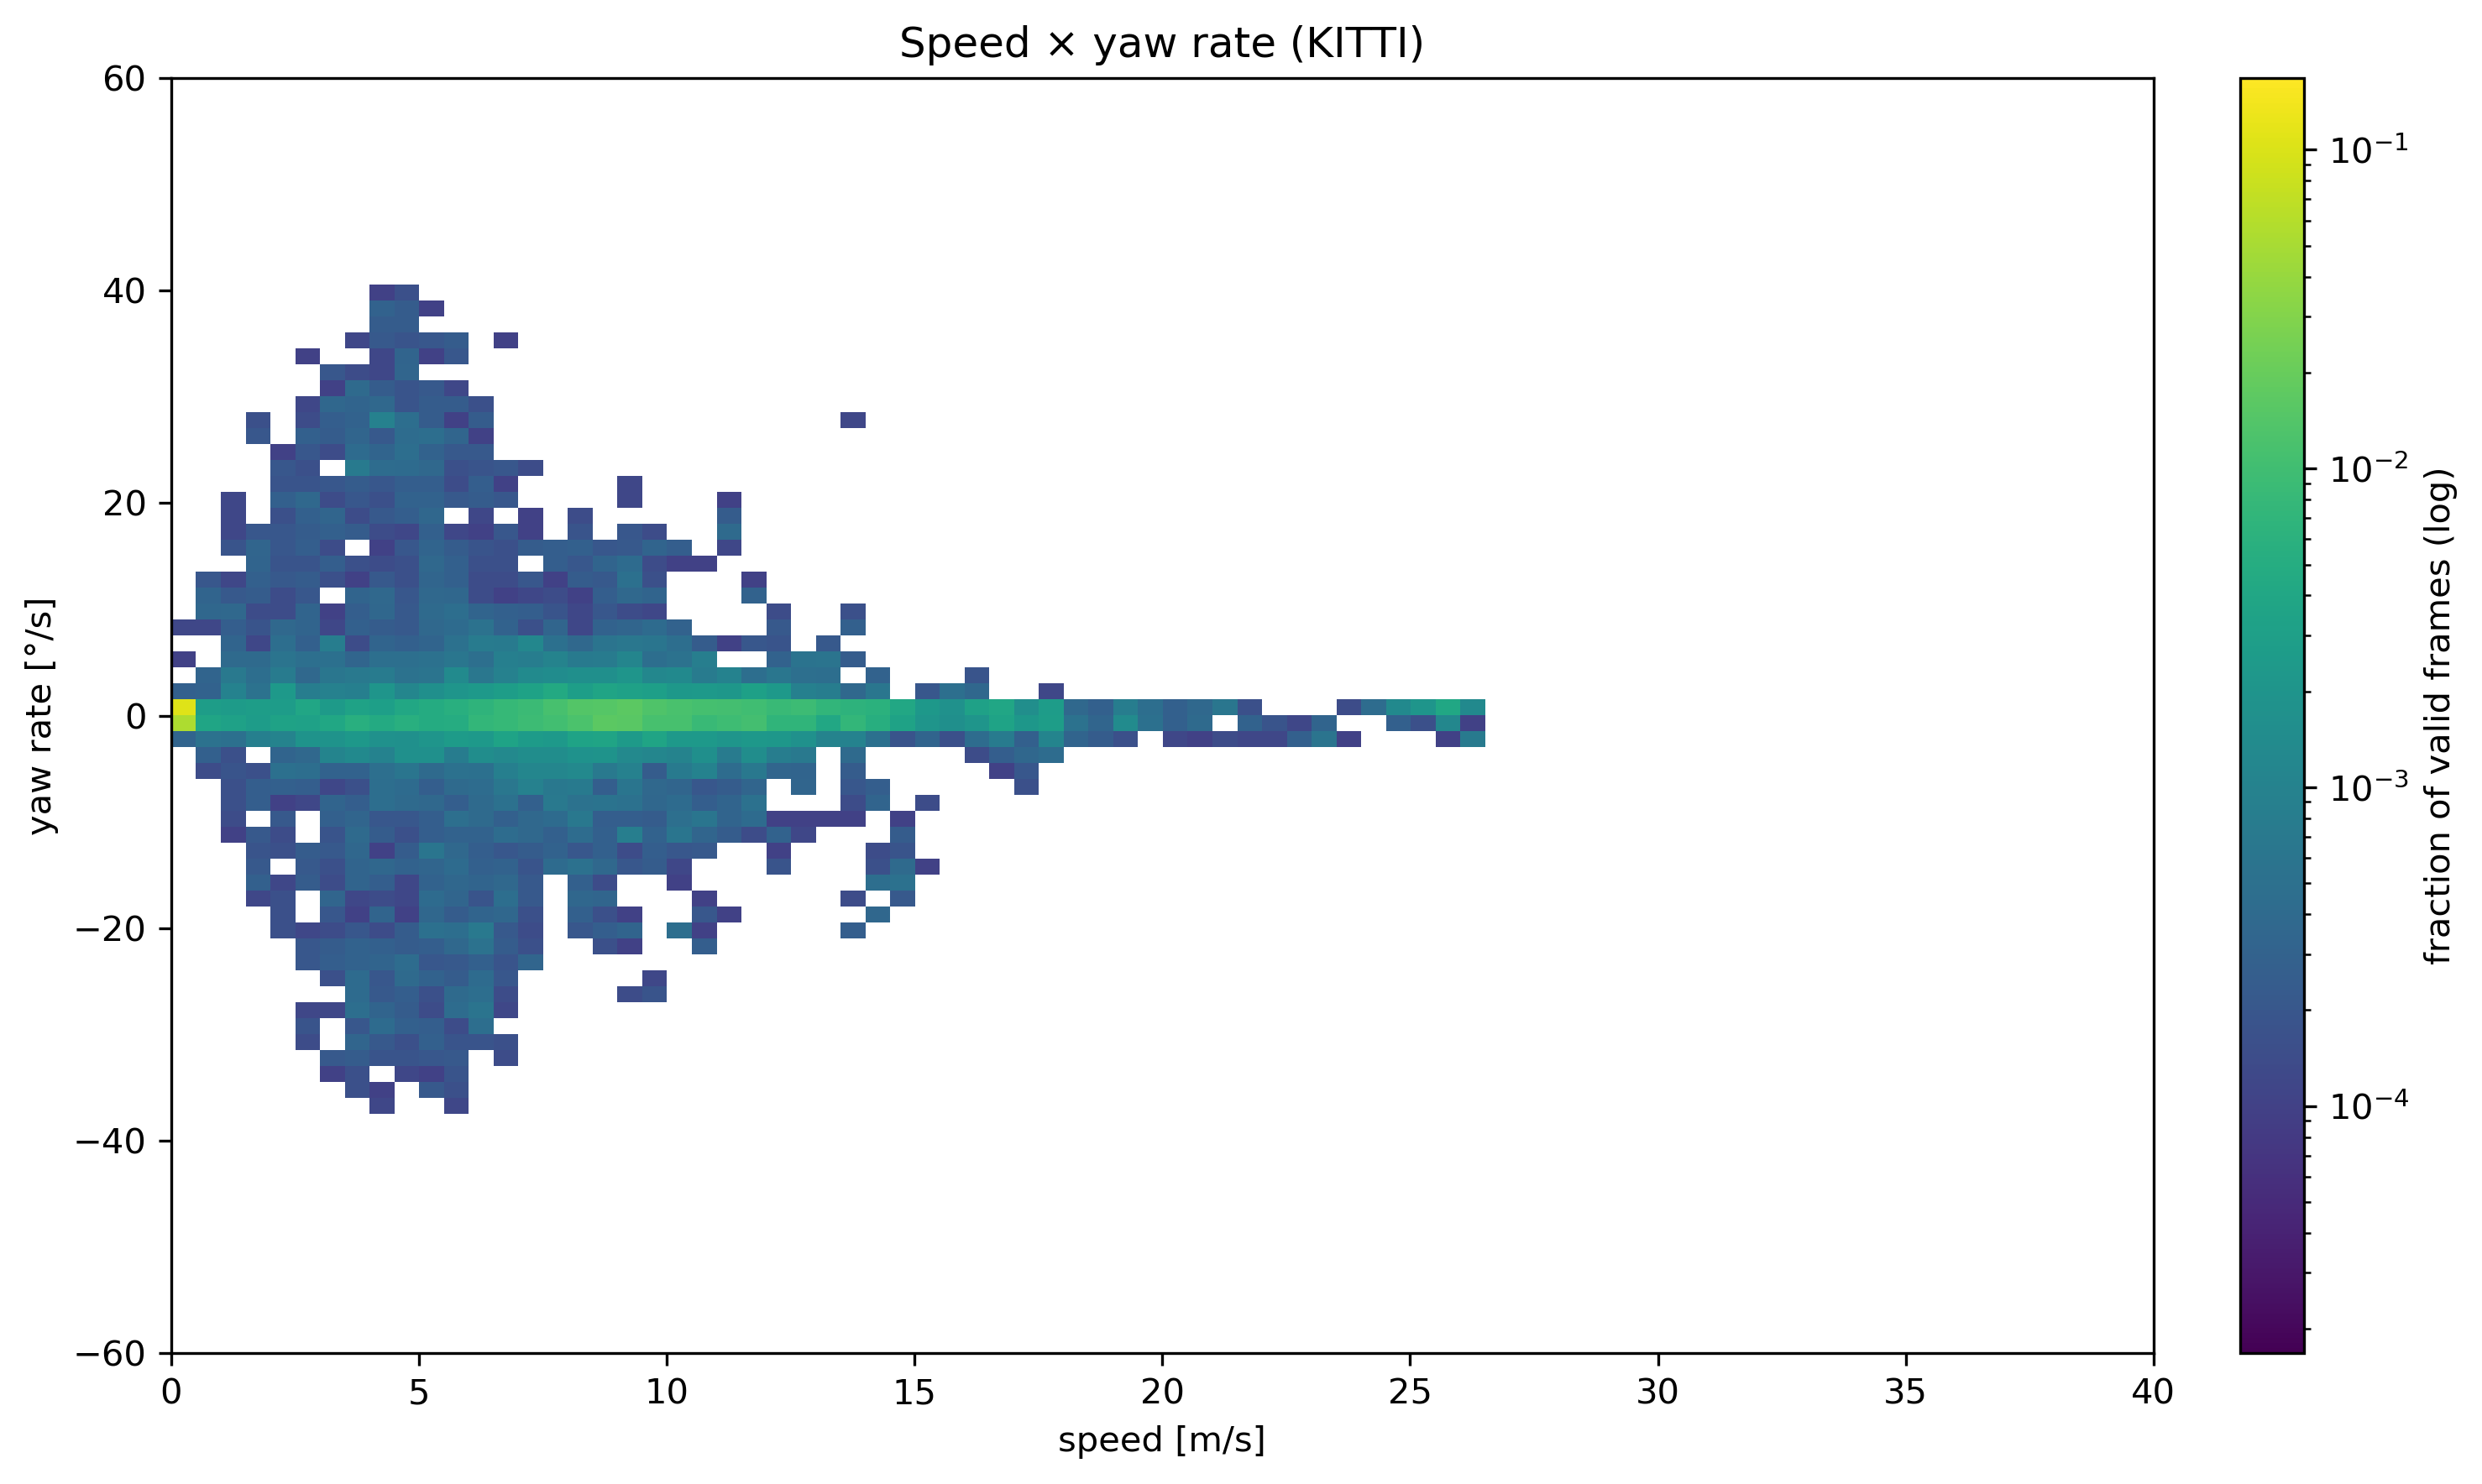 Speed × yaw rate (KITTI)
60
40
20
0
−20
−40
−60
yaw rate [°/s]
0 5 10 15 20 25 30 35 40
speed [m/s]
10⁻¹
10⁻²
10⁻³
10⁻⁴
fraction of valid frames (log)